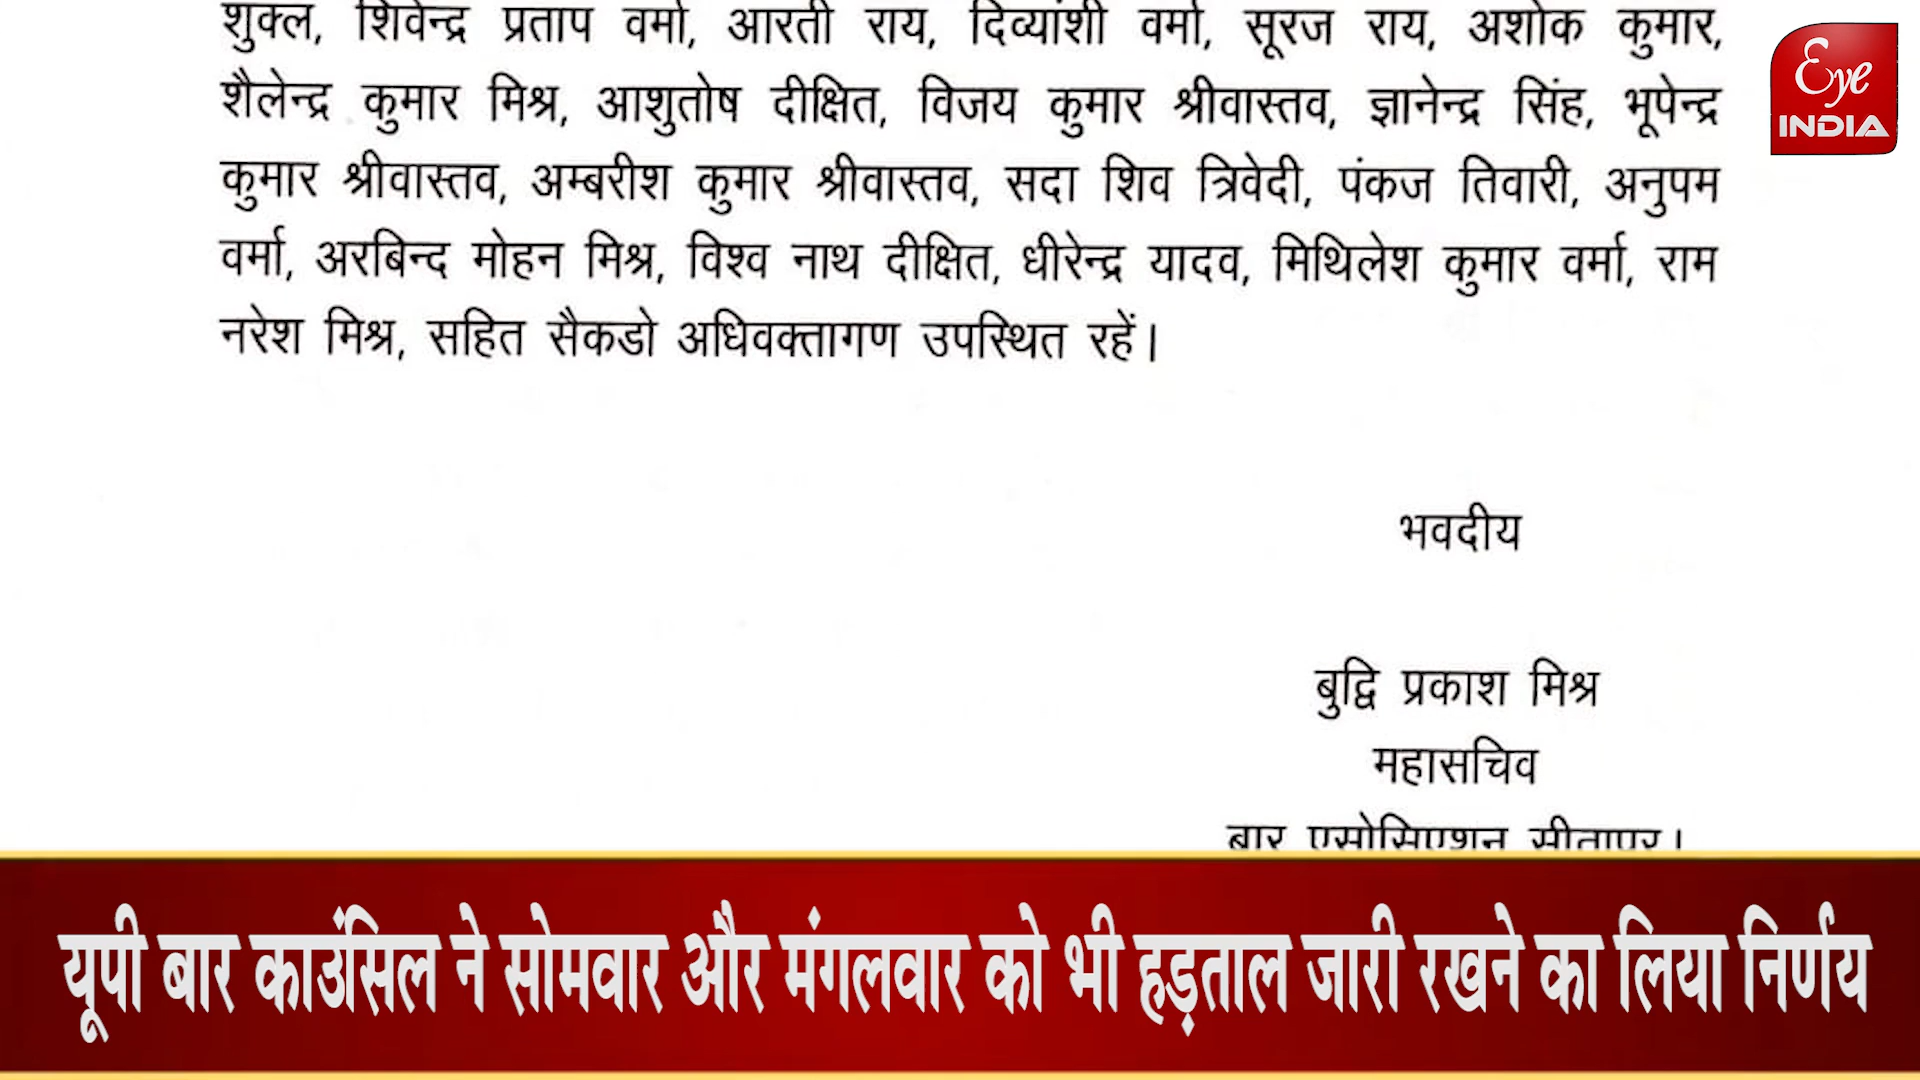 शुक्ल, शिवेन्द्र प्रताप वर्मा, आरती राय, दिव्यांशी वर्मा, सूरज राय, अशोक कुमार,
शैलेन्द्र कुमार मिश्र, आशुतोष दीक्षित, विजय कुमार श्रीवास्तव, ज्ञानेन्द्र सिंह, भूपेन्द्र
कुमार श्रीवास्तव, अम्बरीश कुमार श्रीवास्तव, सदा शिव त्रिवेदी, पंकज तिवारी, अनुपम
वर्मा, अरबिन्द मोहन मिश्र, विश्व नाथ दीक्षित, धीरेन्द्र यादव, मिथिलेश कुमार वर्मा, राम
नरेश मिश्र, सहित सैकडो अधिवक्तागण उपस्थित रहें।
Eye
INDIA
भवदीय
बुद्वि प्रकाश मिश्र
महासचिव
बार एसोसिएशन सीतापुर।
यूपी बार काउंसिल ने सोमवार और मंगलवार को भी हड़ताल जारी रखने का लिया निर्णय